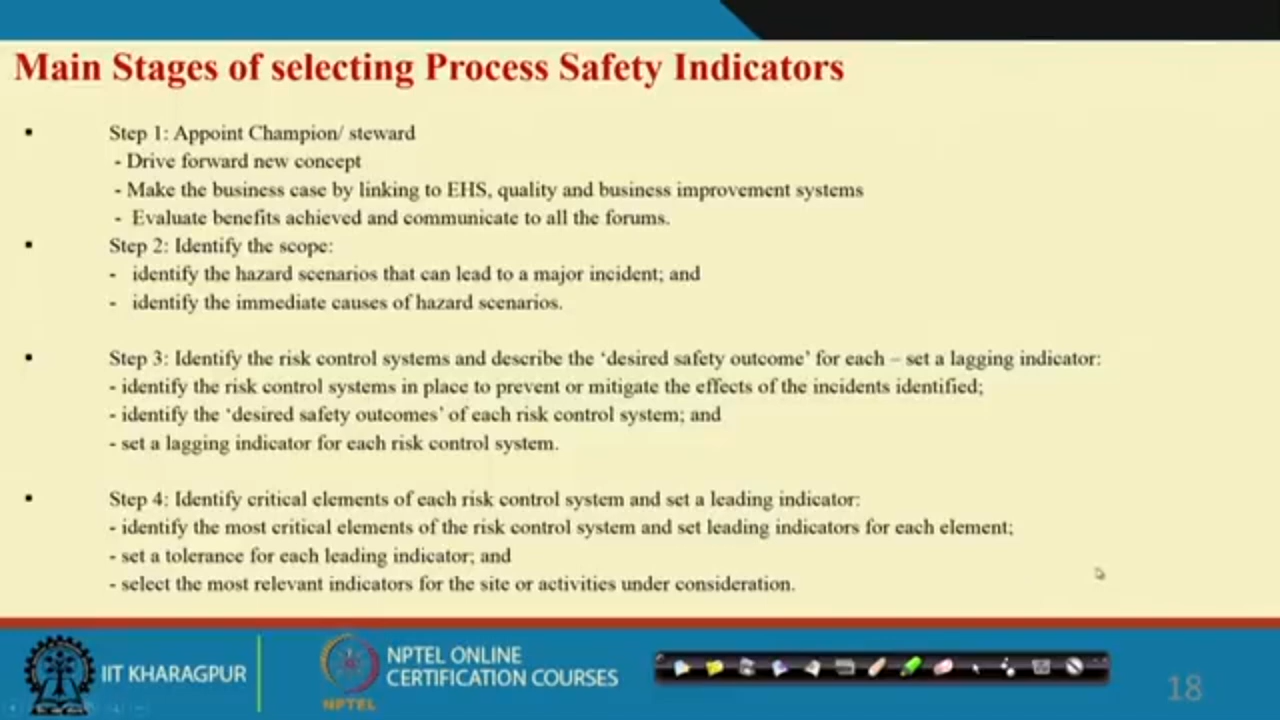 Main Stages of selecting Process Safety Indicators
• Step 1: Appoint Champion/ steward
- Drive forward new concept
- Make the business case by linking to EHS, quality and business improvement systems
- Evaluate benefits achieved and communicate to all the forums.
• Step 2: Identify the scope:
- identify the hazard scenarios that can lead to a major incident; and
- identify the immediate causes of hazard scenarios.
• Step 3: Identify the risk control systems and describe the ‘desired safety outcome’ for each – set a lagging indicator:
- identify the risk control systems in place to prevent or mitigate the effects of the incidents identified;
- identify the ‘desired safety outcomes’ of each risk control system; and
- set a lagging indicator for each risk control system.
• Step 4: Identify critical elements of each risk control system and set a leading indicator:
- identify the most critical elements of the risk control system and set leading indicators for each element;
- set a tolerance for each leading indicator; and
- select the most relevant indicators for the site or activities under consideration.
IIT KHARAGPUR
NPTEL
NPTEL ONLINE
CERTIFICATION COURSES
18